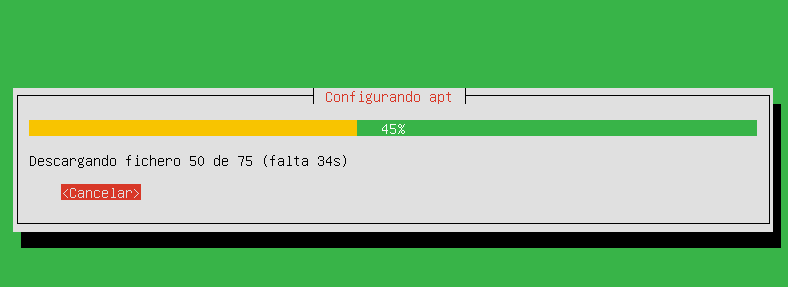 Configurando apt
45%
Descargando fichero 50 de 75 (falta 34s)
<Cancelar>